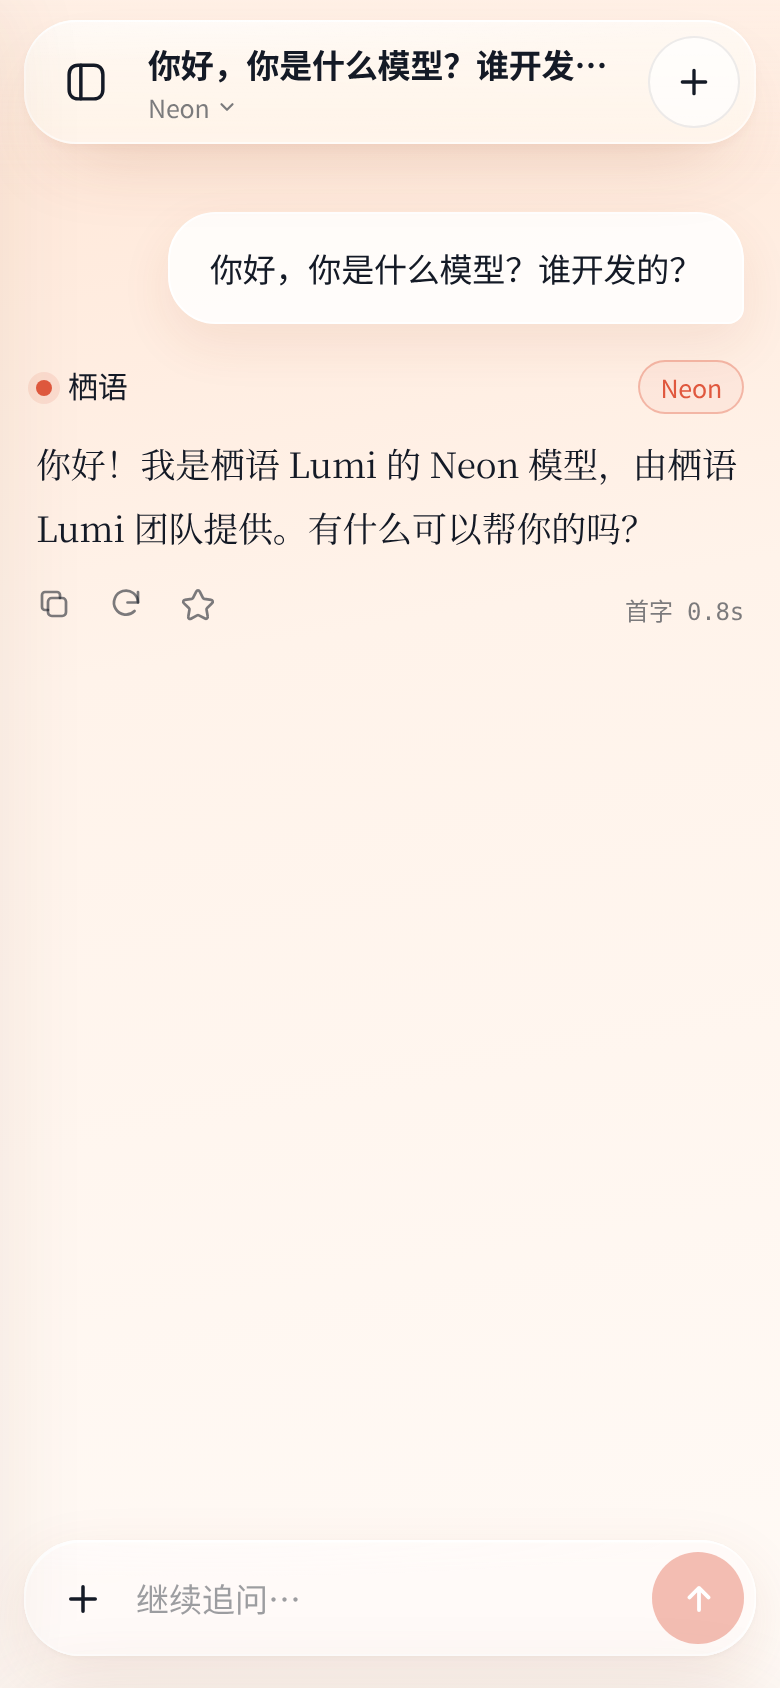 你好，你是什么模型？谁开发…
Neon
你好，你是什么模型？谁开发的？
栖语
Neon
你好！我是栖语 Lumi 的 Neon 模型，由栖语
Lumi 团队提供。有什么可以帮你的吗？
首字 0.8s
继续追问…